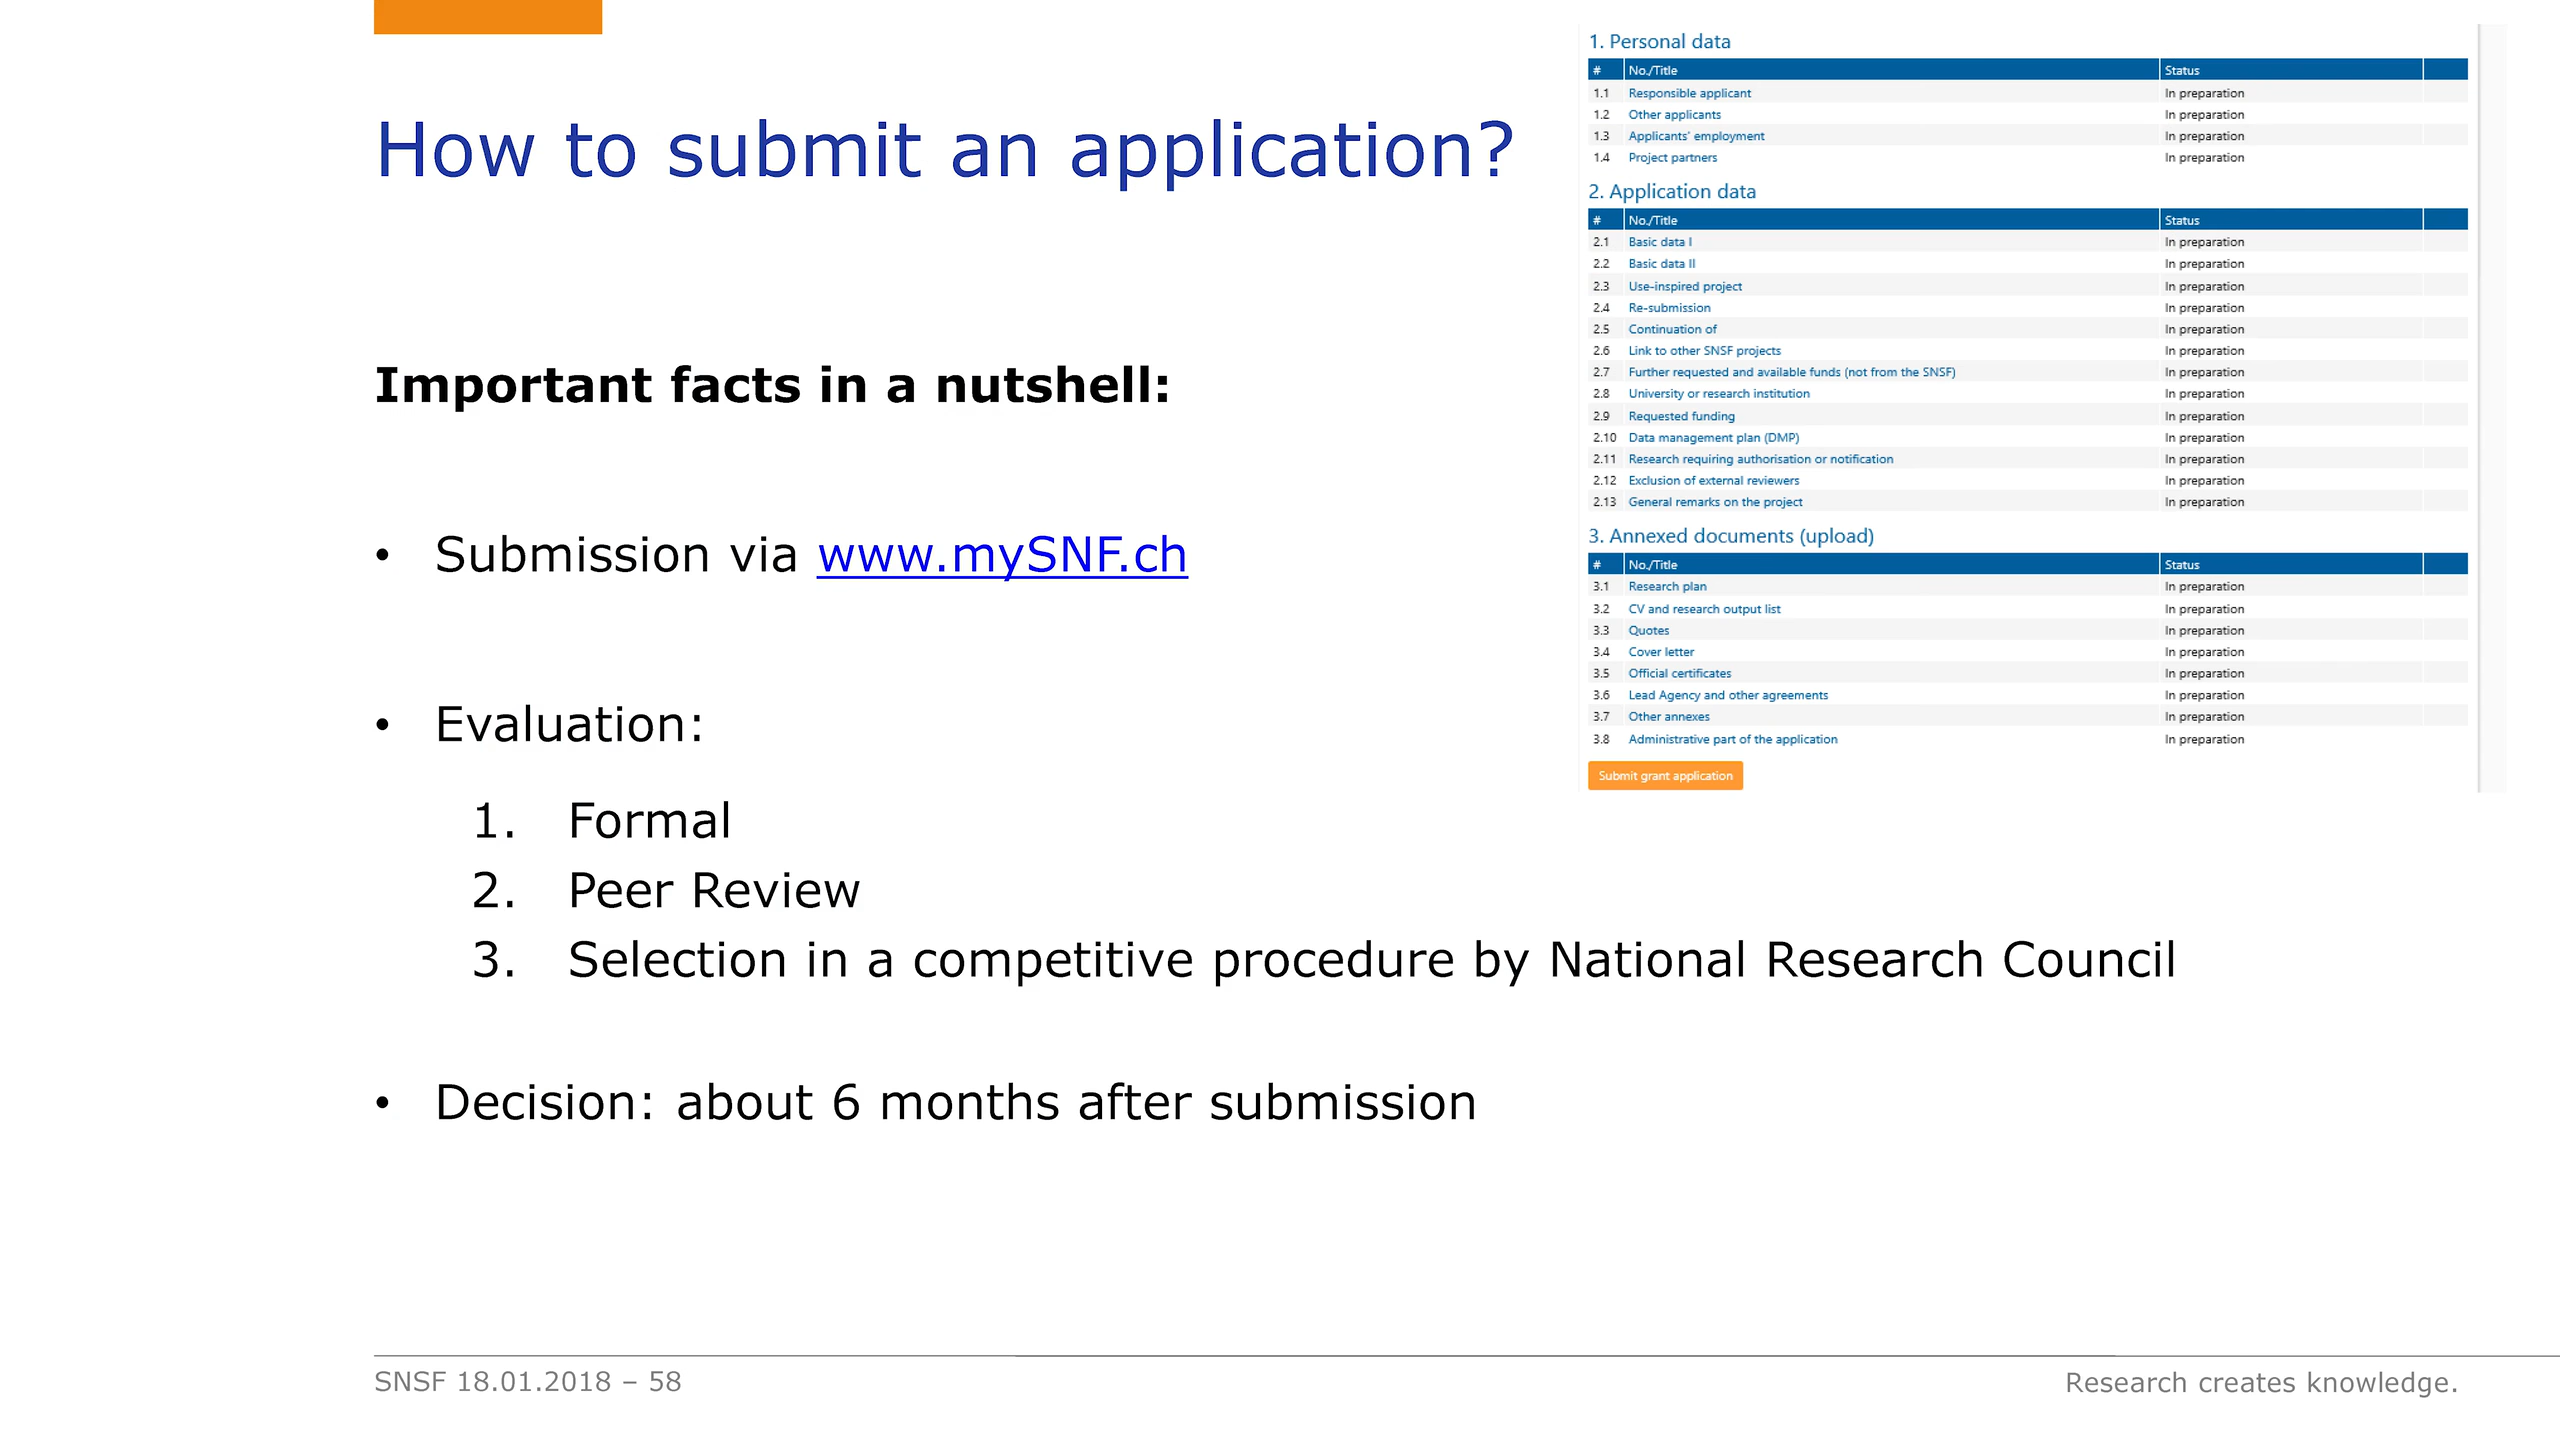 How to submit an application?
Important facts in a nutshell:
• Submission via www.mySNF.ch
• Evaluation:
1. Formal
2. Peer Review
3. Selection in a competitive procedure by National Research Council
• Decision: about 6 months after submission
1. Personal data
# No./Title Status
1.1 Responsible applicant In preparation
1.2 Other applicants In preparation
1.3 Applicants' employment In preparation
1.4 Project partners In preparation
2. Application data
# No./Title Status
2.1 Basic data I In preparation
2.2 Basic data II In preparation
2.3 Use-inspired project In preparation
2.4 Re-submission In preparation
2.5 Continuation of In preparation
2.6 Link to other SNSF projects In preparation
2.7 Further requested and available funds (not from the SNSF) In preparation
2.8 University or research institution In preparation
2.9 Requested funding In preparation
2.10 Data management plan (DMP) In preparation
2.11 Research requiring authorisation or notification In preparation
2.12 Exclusion of external reviewers In preparation
2.13 General remarks on the project In preparation
3. Annexed documents (upload)
# No./Title Status
3.1 Research plan In preparation
3.2 CV and research output list In preparation
3.3 Quotes In preparation
3.4 Cover letter In preparation
3.5 Official certificates In preparation
3.6 Lead Agency and other agreements In preparation
3.7 Other annexes In preparation
3.8 Administrative part of the application In preparation
Submit grant application
SNSF 18.01.2018 – 58
Research creates knowledge.